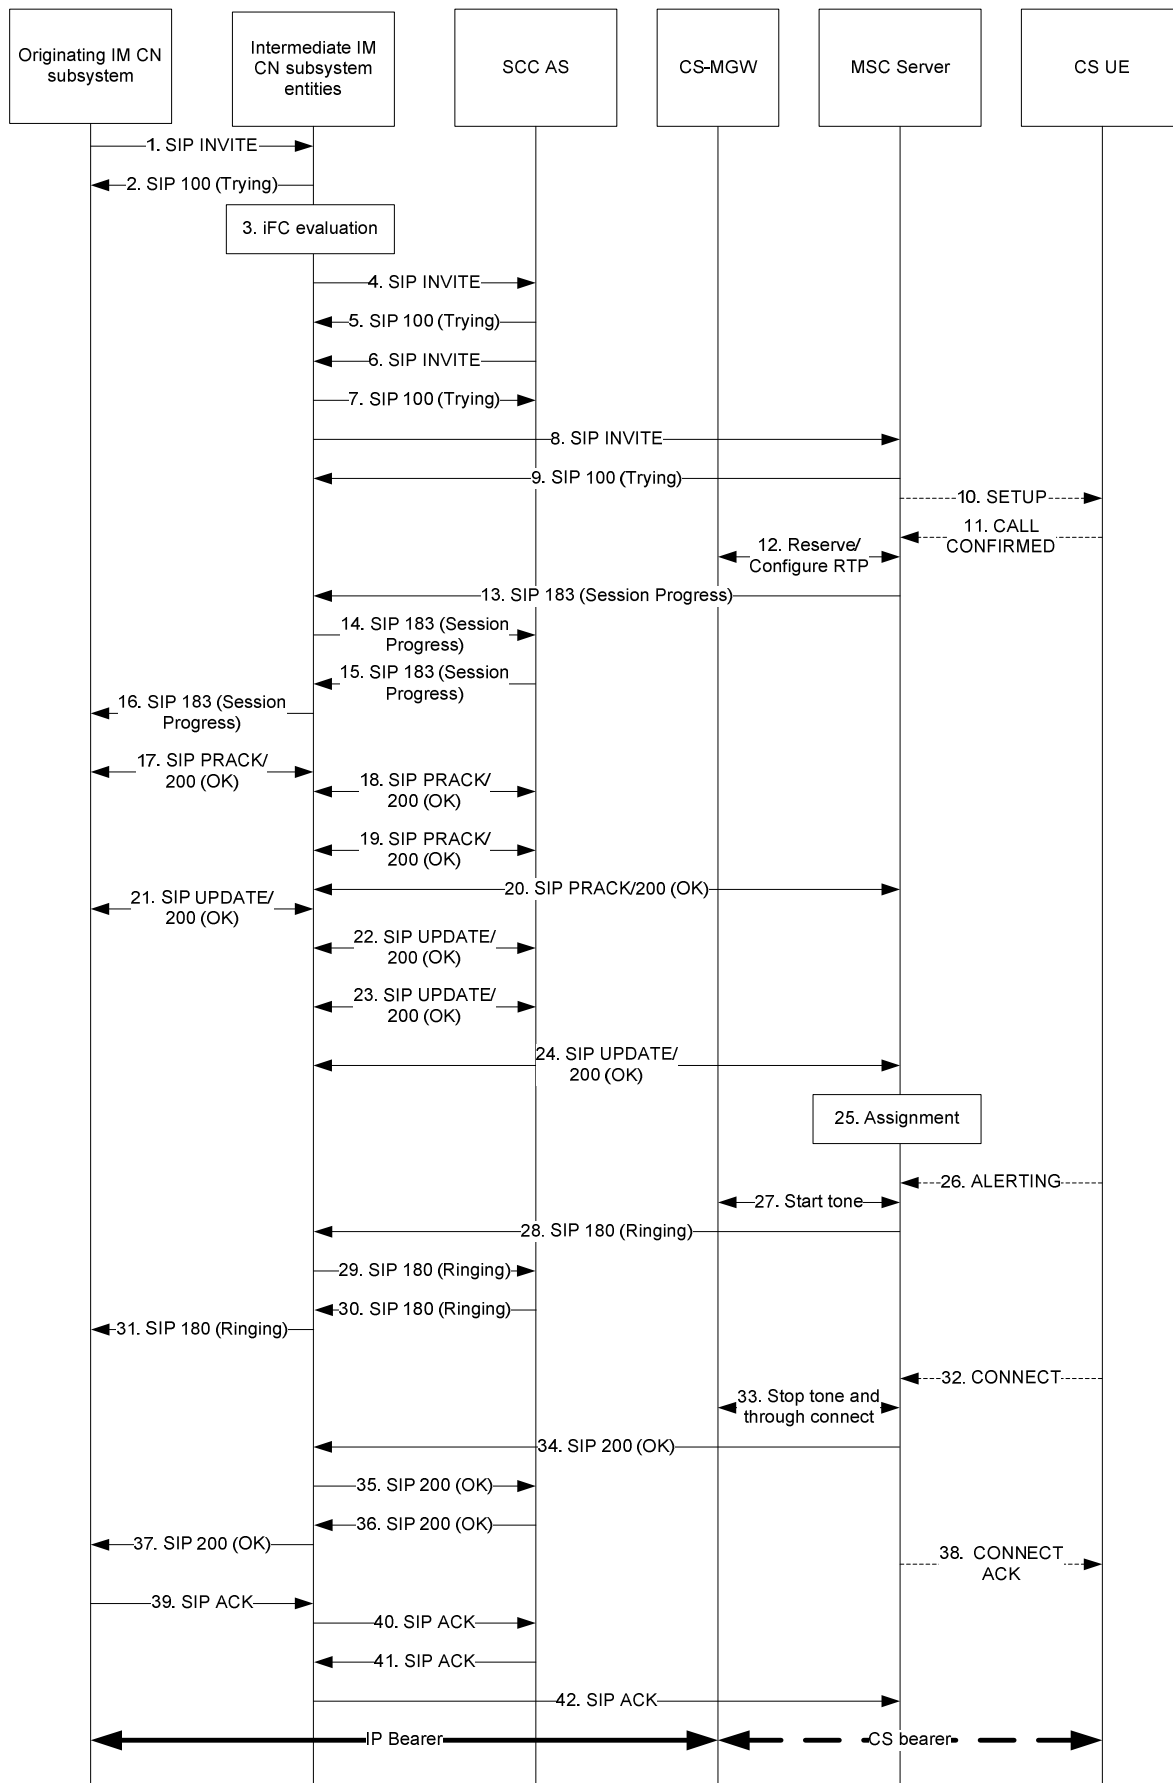 Originating IM CN
subsystem
Intermediate IM
CN subsystem
entities
SCC AS
CS-MGW
MSC Server
CS UE
1. SIP INVITE
2. SIP 100 (Trying)
3. iFC evaluation
4. SIP INVITE
5. SIP 100 (Trying)
6. SIP INVITE
7. SIP 100 (Trying)
8. SIP INVITE
9. SIP 100 (Trying)
10. SETUP
11. CALL
CONFIRMED
12. Reserve/
Configure RTP
13. SIP 183 (Session Progress)
14. SIP 183 (Session
Progress)
15. SIP 183 (Session
Progress)
16. SIP 183 (Session
Progress)
17. SIP PRACK/
200 (OK)
18. SIP PRACK/
200 (OK)
19. SIP PRACK/
200 (OK)
20. SIP PRACK/200 (OK)
21. SIP UPDATE/
200 (OK)
22. SIP UPDATE/
200 (OK)
23. SIP UPDATE/
200 (OK)
24. SIP UPDATE/
200 (OK)
25. Assignment
26. ALERTING
27. Start tone
28. SIP 180 (Ringing)
29. SIP 180 (Ringing)
30. SIP 180 (Ringing)
31. SIP 180 (Ringing)
32. CONNECT
33. Stop tone and
through connect
34. SIP 200 (OK)
35. SIP 200 (OK)
36. SIP 200 (OK)
37. SIP 200 (OK)
38. CONNECT
ACK
39. SIP ACK
40. SIP ACK
41. SIP ACK
42. SIP ACK
IP Bearer
CS bearer